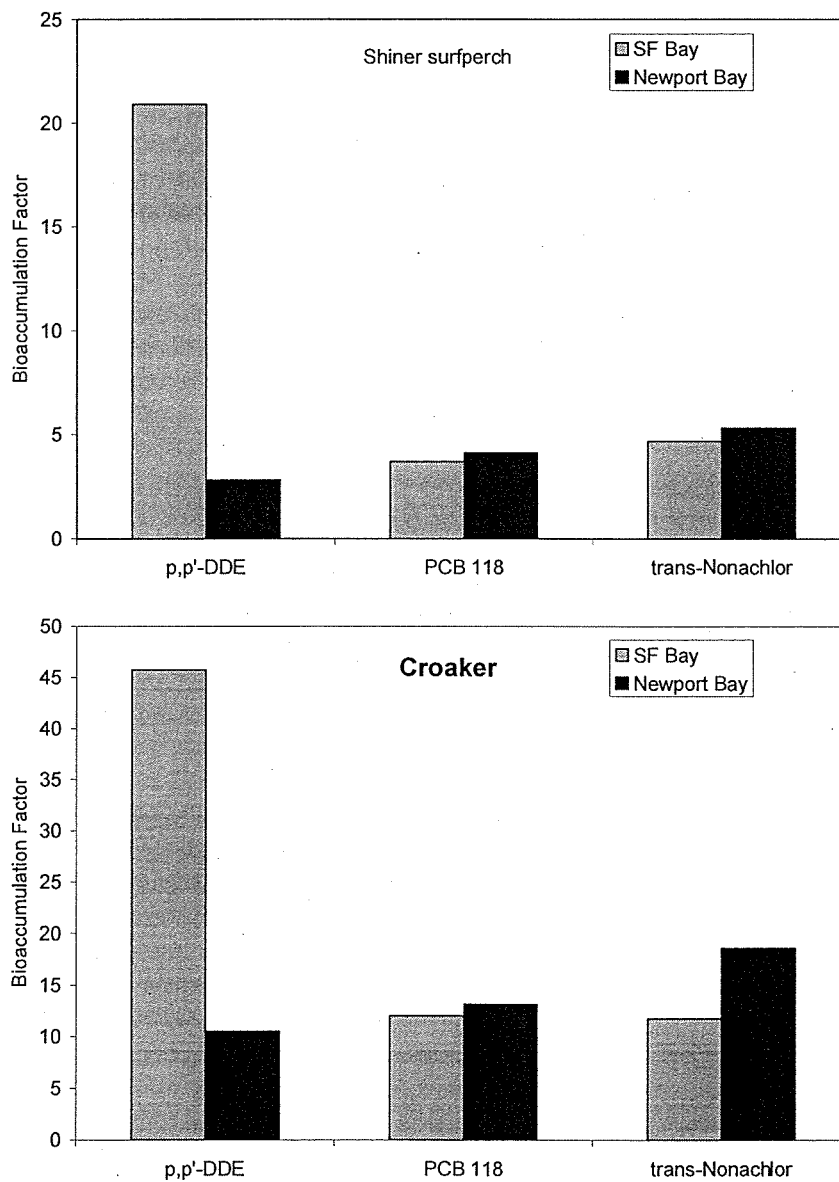 25
20
15
10
5
0
Bioaccumulation Factor
Shiner surfperch
SF Bay
Newport Bay
p,p'-DDE
PCB 118
trans-Nonachlor
50
45
40
35
30
25
20
15
10
5
0
Bioaccumulation Factor
Croaker
SF Bay
Newport Bay
p,p'-DDE
PCB 118
trans-Nonachlor